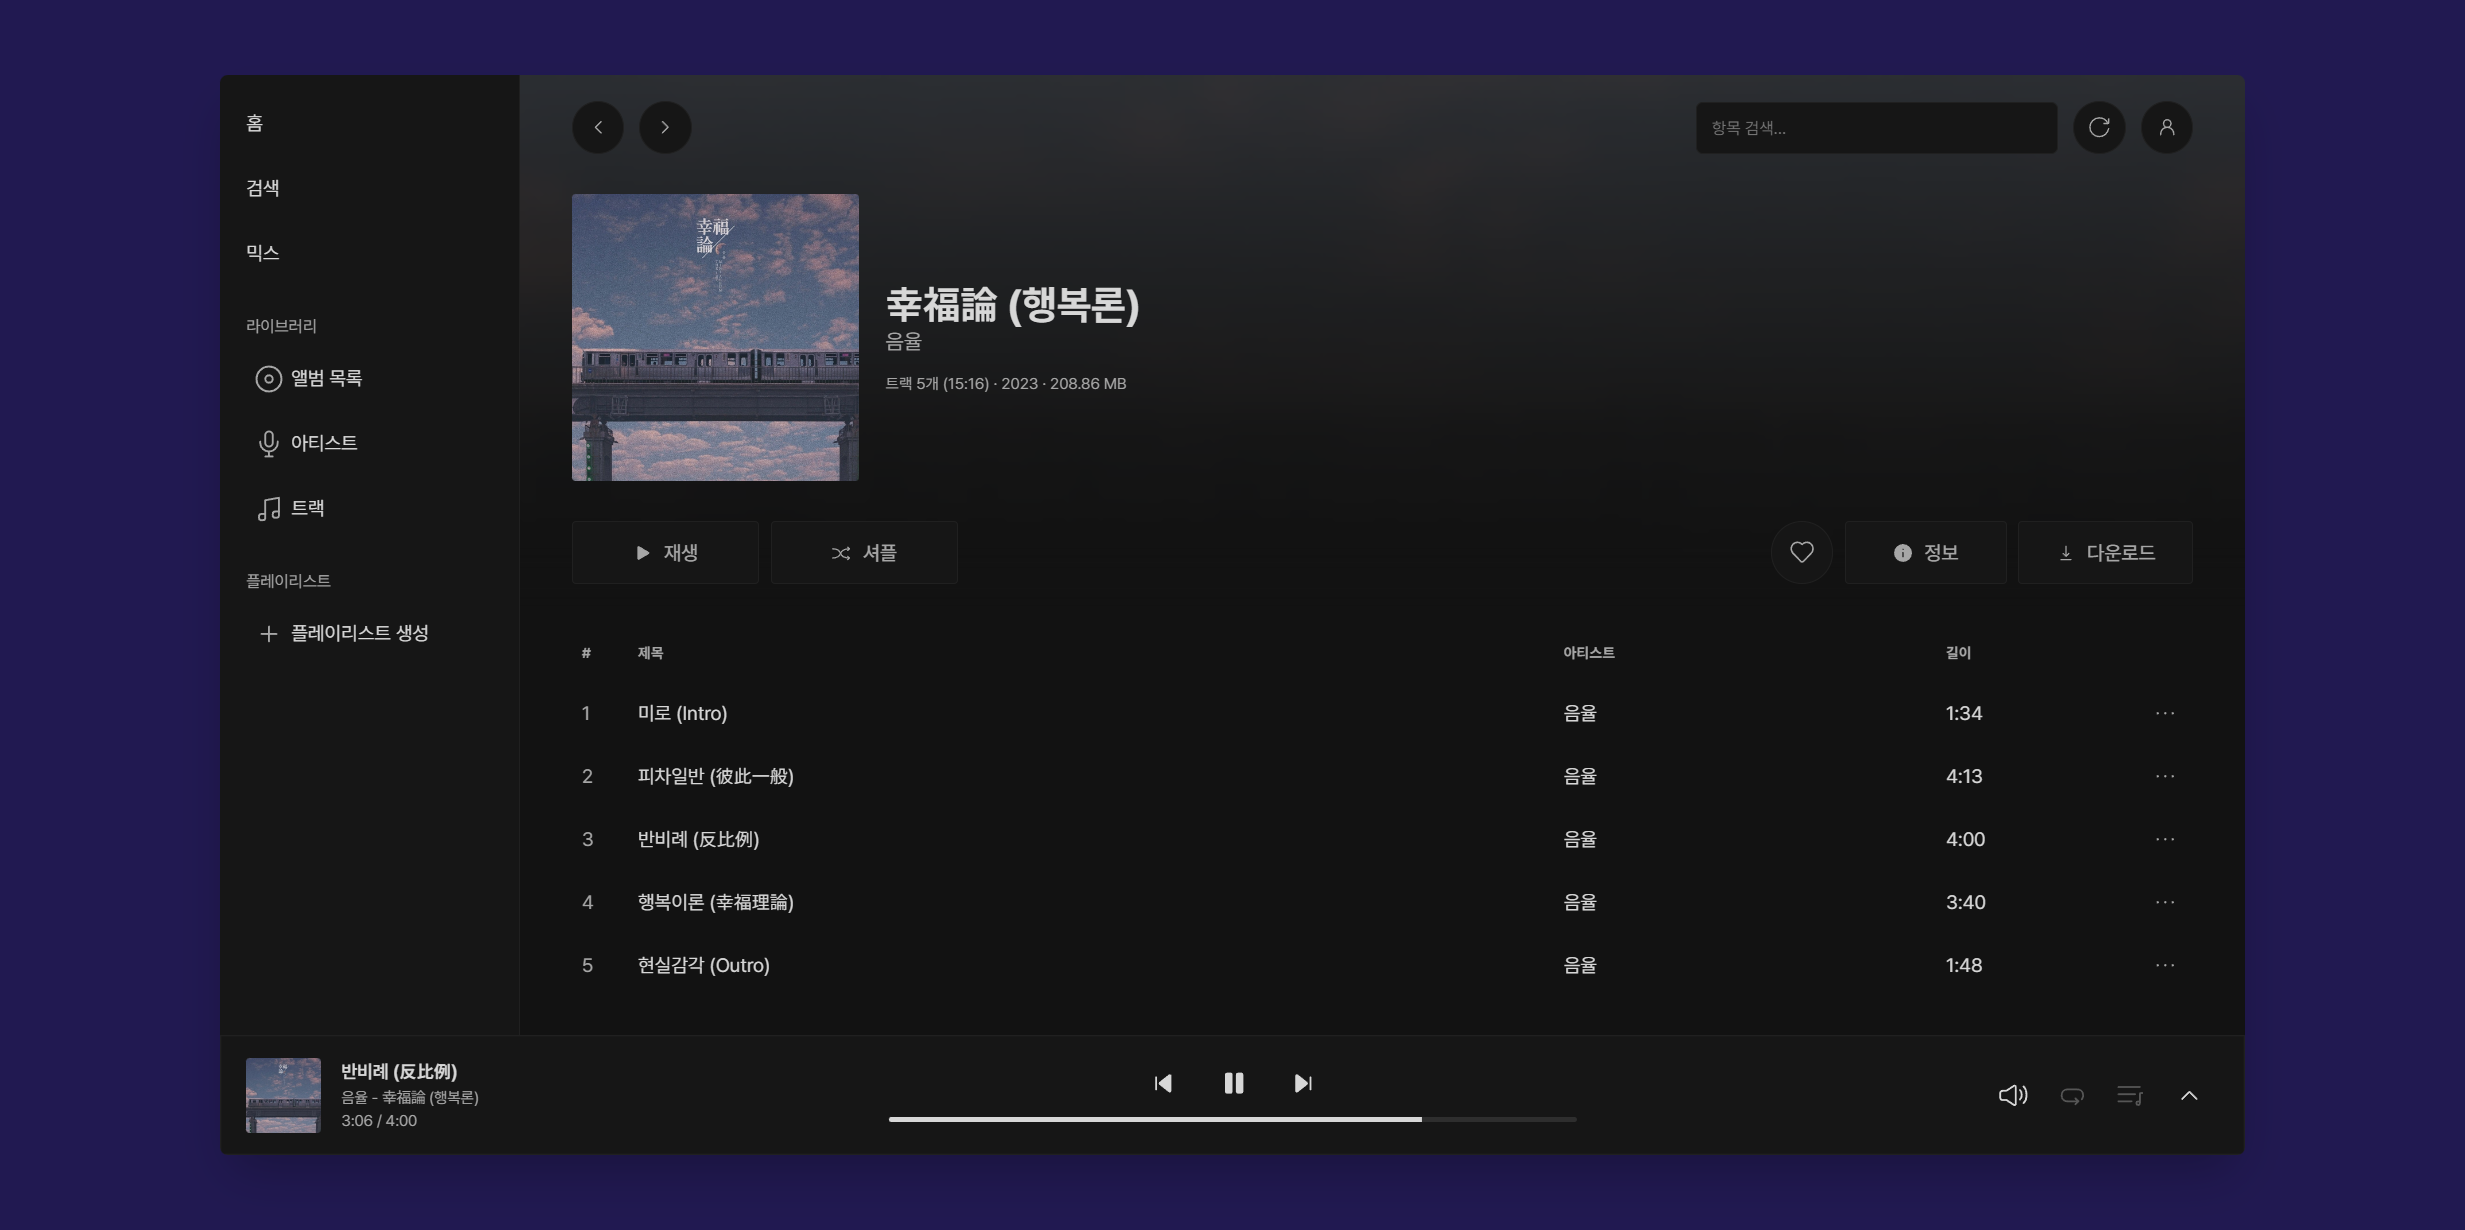 홈
검색
믹스
라이브러리
앨범 목록
아티스트
트랙
플레이리스트
플레이리스트 생성
항목 검색...
幸福
論
幸福論 (행복론)
음율
트랙 5개 (15:16) · 2023 · 208.86 MB
재생
셔플
정보
다운로드
# 제목 아티스트 길이
1 미로 (Intro) 음율 1:34 ···
2 피차일반 (彼此一般) 음율 4:13 ···
3 반비례 (反比例) 음율 4:00 ···
4 행복이론 (幸福理論) 음율 3:40 ···
5 현실감각 (Outro) 음율 1:48 ···
반비례 (反比例)
음율 - 幸福論 (행복론)
3:06 / 4:00